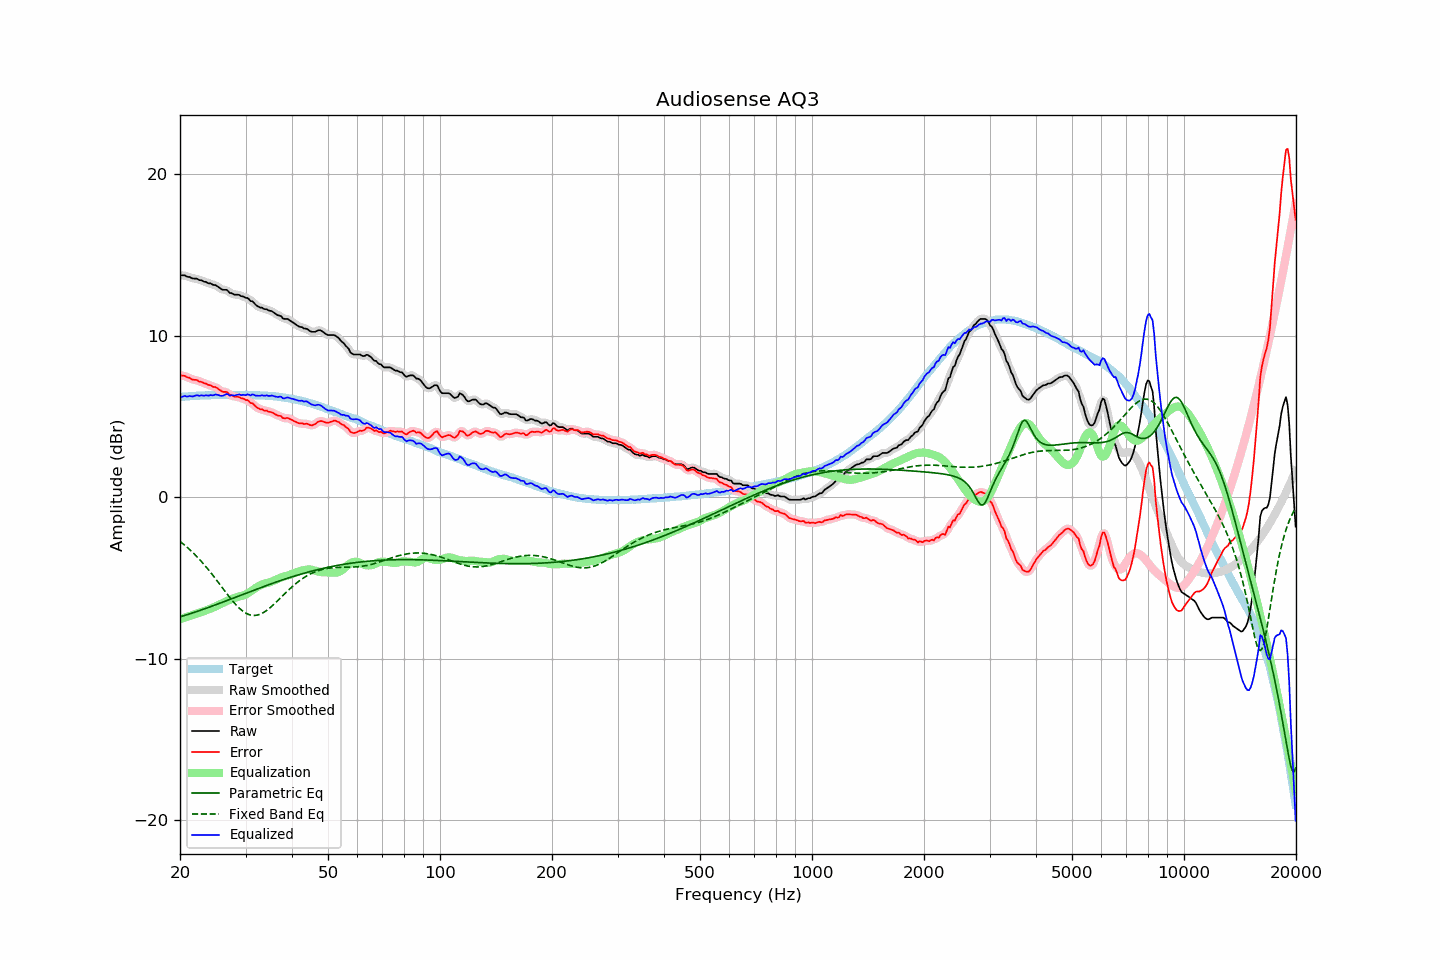 Audiosense AQ3
20
10
0
−10
−20
Amplitude (dBr)
Target
Raw Smoothed
Error Smoothed
Raw
Error
Equalization
Parametric Eq
Fixed Band Eq
Equalized
20 50 100 200 500 1000 2000 5000 10000 20000
Frequency (Hz)